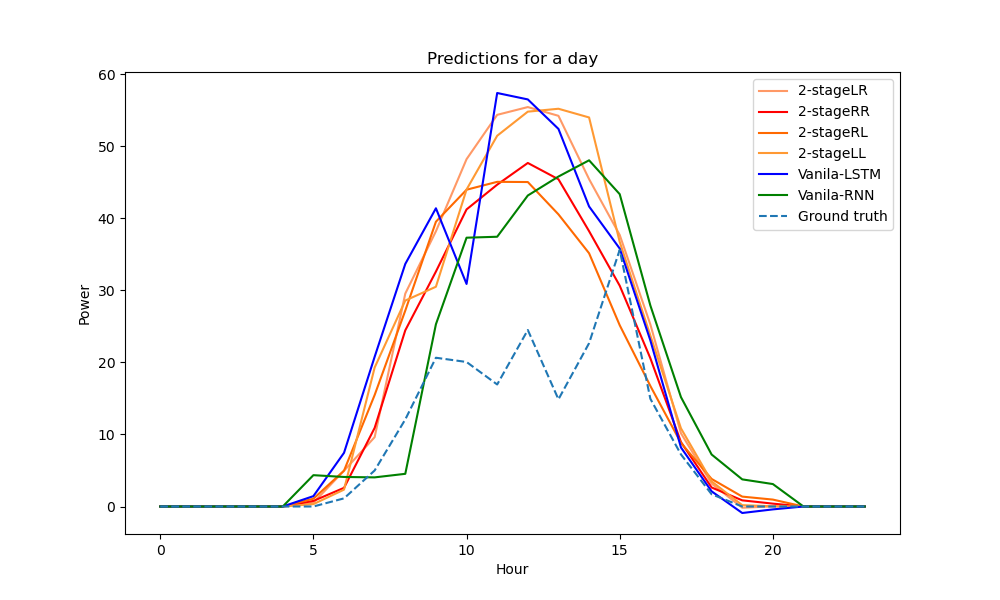 Predictions for a day
60
50
40
30
20
10
0
Power
0 5 10 15 20
Hour
2-stageLR
2-stageRR
2-stageRL
2-stageLL
Vanila-LSTM
Vanila-RNN
Ground truth